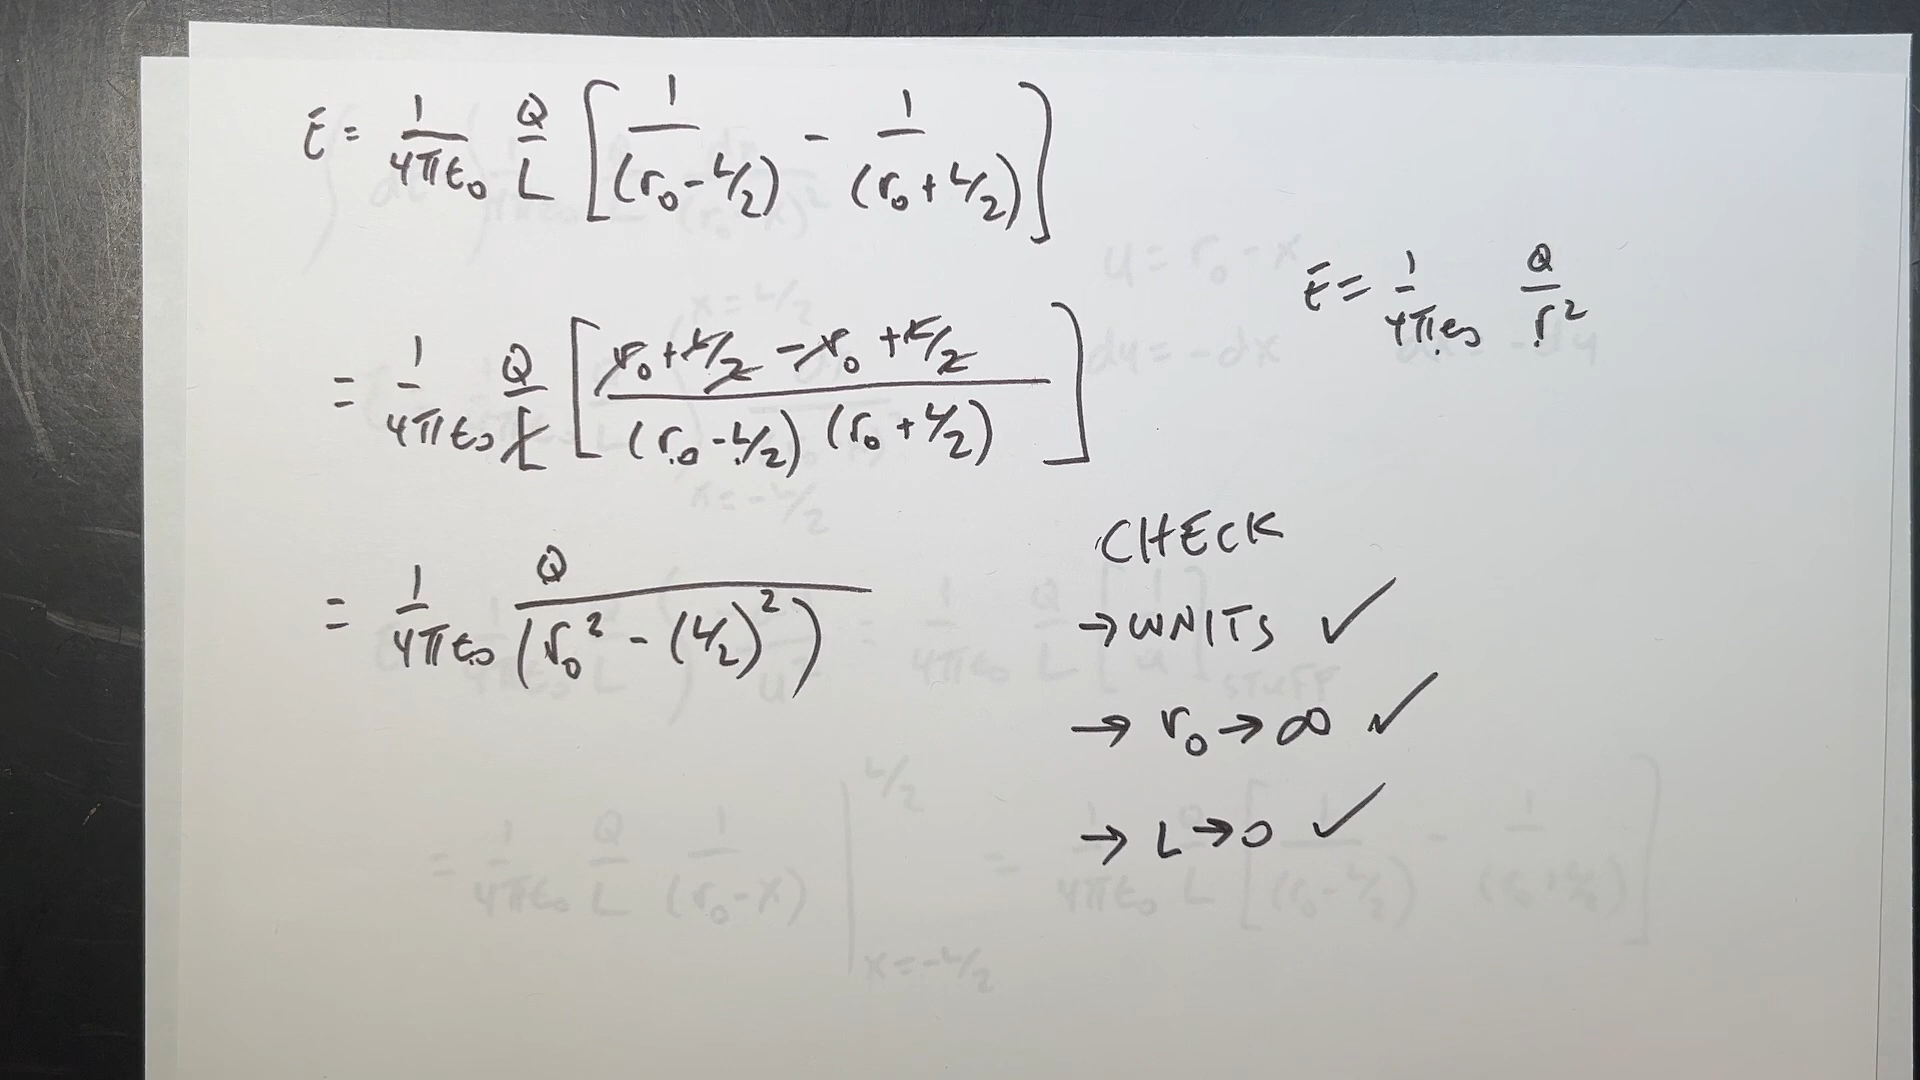 E = 1/4πε₀ Q/L [1/(r₀ - L/2) - 1/(r₀ + L/2)]
E = 1/4πε₀ Q/r²
= 1/4πε₀ Q/L [r₀ + L/2 - r₀ + L/2 / (r₀ - L/2) (r₀ + L/2)]
CHECK
= 1/4πε₀ Q/(r₀² - (L/2)²)
→ UNITS ✓
→ r₀ → ∞ ✓
→ L → 0 ✓